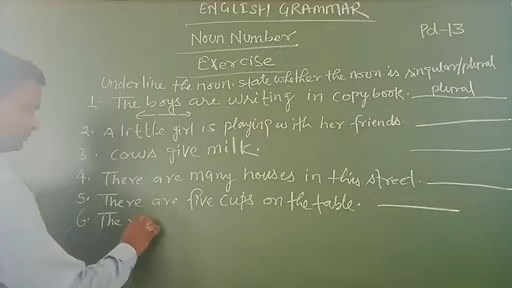 ENGLISH GRAMMAR
Pd-13
Noun Number
Exercise
Underline the noun. state whether the noun is singular/plural
1. The boys are writing in copybook. plural
2. A little girl is playing with her friends.
3. cows give milk.
4. There are many houses in this street.
5. There are five cups on the table.
6. The